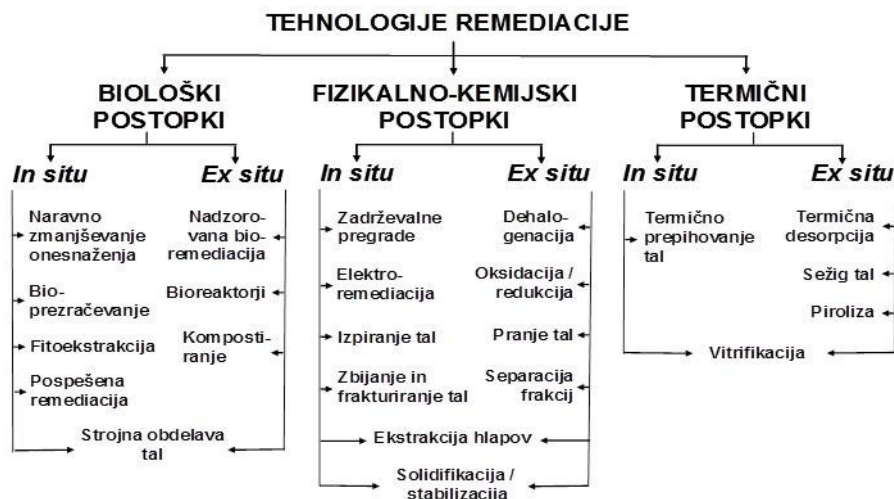 TEHNOLOGIJE REMEDIACIJE
BIOLOŠKI
POSTOPKI
In situ
Ex situ
Naravno
zmanjševanje
onesnaženja
Bio-
prezračevanje
Fitoekstrakcija
Pospešena
remediacija
Nadzoro-
vana bio-
remediacija
Bioreaktorji
Komposti-
ranje
Strojna obdelava
tal
FIZIKALNO-KEMIJSKI
POSTOPKI
In situ
Ex situ
Zadrževalne
pregrade
Elektro-
remediacija
Izpiranje tal
Zbijanje in
frakturiranje tal
Dehalo-
genacija
Oksidacija /
redukcija
Pranje tal
Separacija
frakcij
Ekstrakcija hlapov
Solidifikacija /
stabilizacija
TERMIČNI
POSTOPKI
In situ
Ex situ
Termično
prepihovanje
tal
Termična
desorpcija
Sežig tal
Piroliza
Vitrifikacija